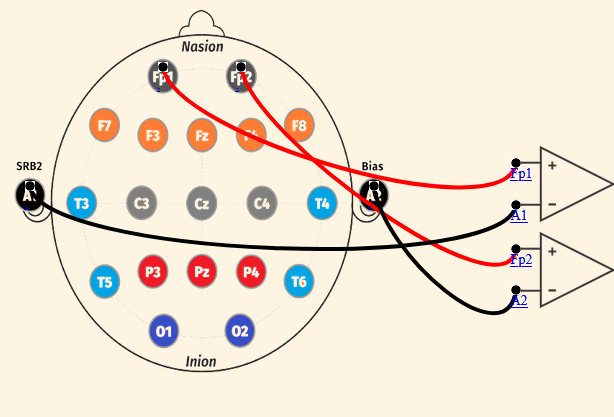 Nasion
Fp1 Fp2
F7 F3 Fz F4 F8
SRB2 Bias
A1 T3 C3 Cz C4 T4 A2
T5 P3 Pz P4 T6
O1 O2
Inion
Fp1 +
A1 −
Fp2 +
A2 −